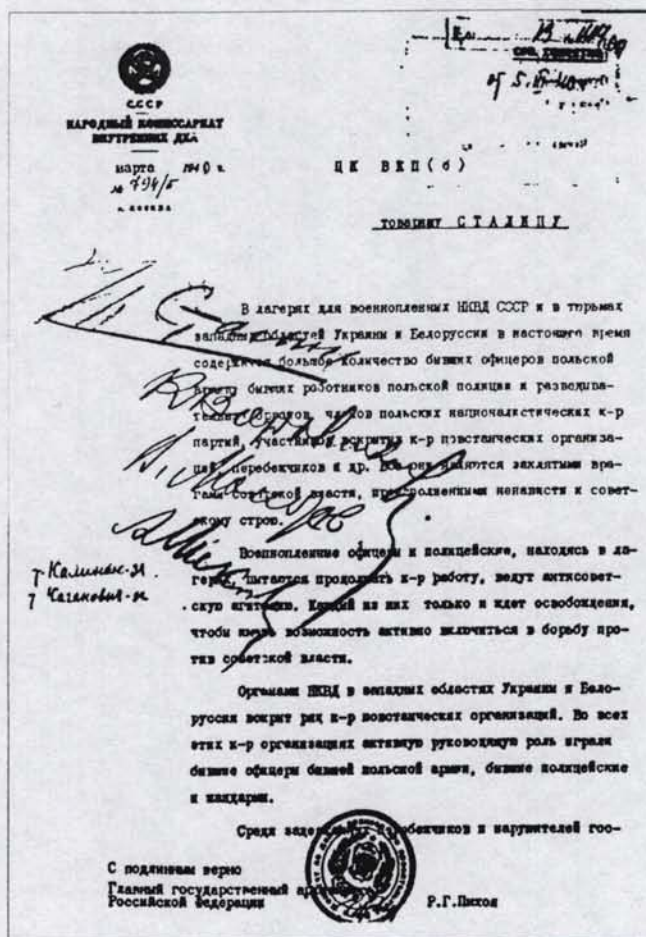 СССР
НАРОДНЫЙ КОМИССАРИАТ
ВНУТРЕННИХ ДЕЛ
марта 1940 г.
№ 794/Б
г. МОСКВА
от 5.
ЦК ВКП(б)
товарищу СТАЛИНУ
В лагерях для военнопленных НКВД СССР и в тюрьмах
западных областей Украины и Белоруссии в настоящее время
содержится большое количество бывших офицеров польской
армии, бывших работников польской полиции и разведыва-
тельных органов, членов польских националистических к-р
партий, участников вскрытых к-р повстанческих организа-
ций, перебежчиков и др. Все они являются заклятыми вра-
гами советской власти, преисполненными ненависти к совет-
скому строю.
Военнопленные офицеры и полицейские, находясь в ла-
герях, пытаются продолжать к-р работу, ведут антисовет-
скую агитацию. Каждый из них только и ждет освобождения,
чтобы иметь возможность активно включиться в борьбу про-
тив советской власти.
Органами НКВД в западных областях Украины и Бело-
руссии вскрыт ряд к-р повстанческих организаций. Во всех
этих к-р организациях активную руководящую роль играли
бывшие офицеры бывшей польской армии, бывшие полицейские
и жандармы.
Среди задержанных перебежчиков и нарушителей гос-
И. Сталин
К. Ворошилов
В. Молотов
А. Микоян
т. Калинин - за
т. Каганович - за
С подлинным верно
Главный государственный
Российской Федерации
Р.Г.Пихоя